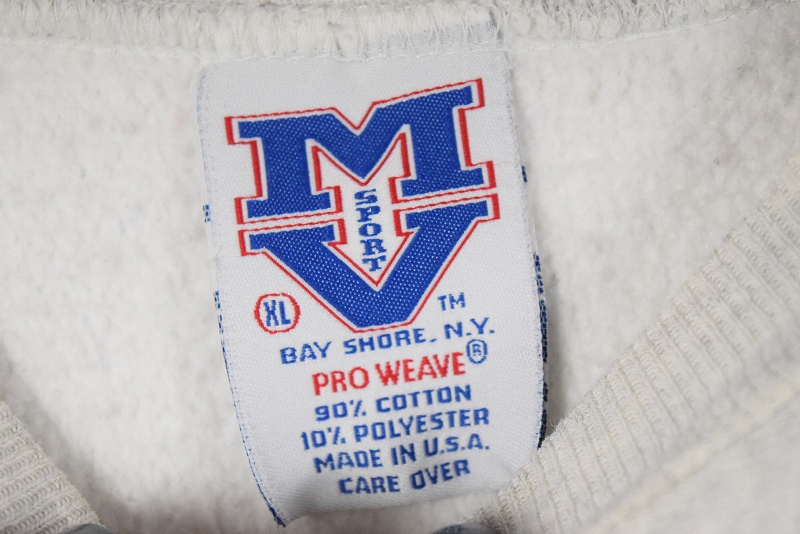 MV
SPORT
XL
TM
BAY SHORE, N.Y.
PRO WEAVE®
90% COTTON
10% POLYESTER
MADE IN U.S.A.
CARE OVER